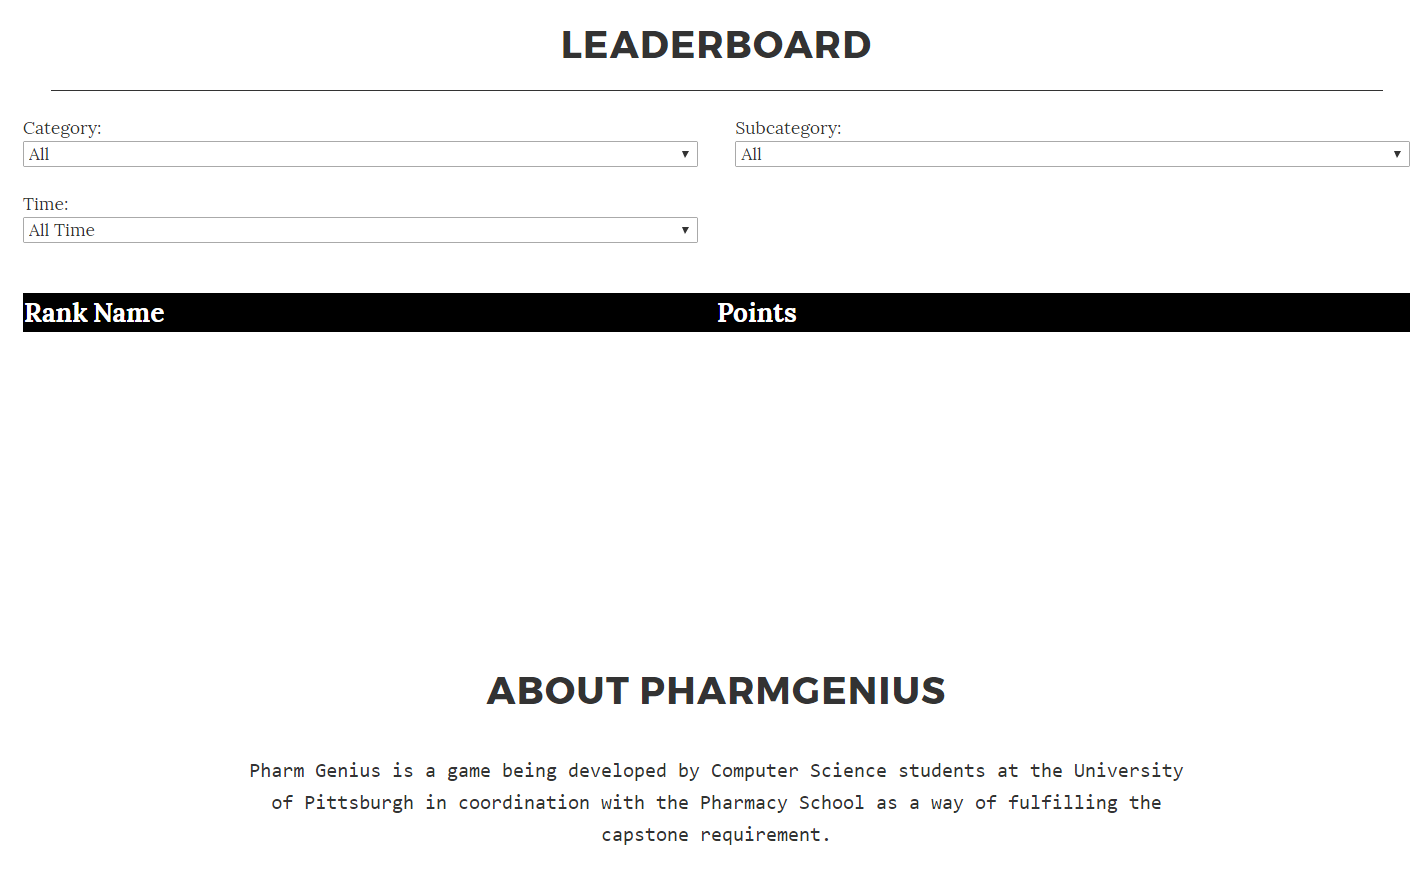 LEADERBOARD
Category:
Subcategory:
All
All
Time:
All Time
Rank Name Points
ABOUT PHARMGENIUS
Pharm Genius is a game being developed by Computer Science students at the University
of Pittsburgh in coordination with the Pharmacy School as a way of fulfilling the
capstone requirement.